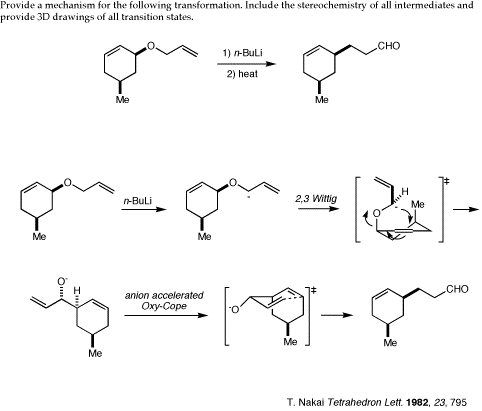 Provide a mechanism for the following transformation. Include the stereochemistry of all intermediates and
provide 3D drawings of all transition states.
O
Me
1) n-BuLi
2) heat
CHO
Me
O
Me
n-BuLi
O
-
Me
2,3 Wittig
H
Me
O
-
‡
O-
H
Me
anion accelerated
Oxy-Cope
-O
Me
‡
CHO
Me
T. Nakai Tetrahedron Lett. 1982, 23, 795